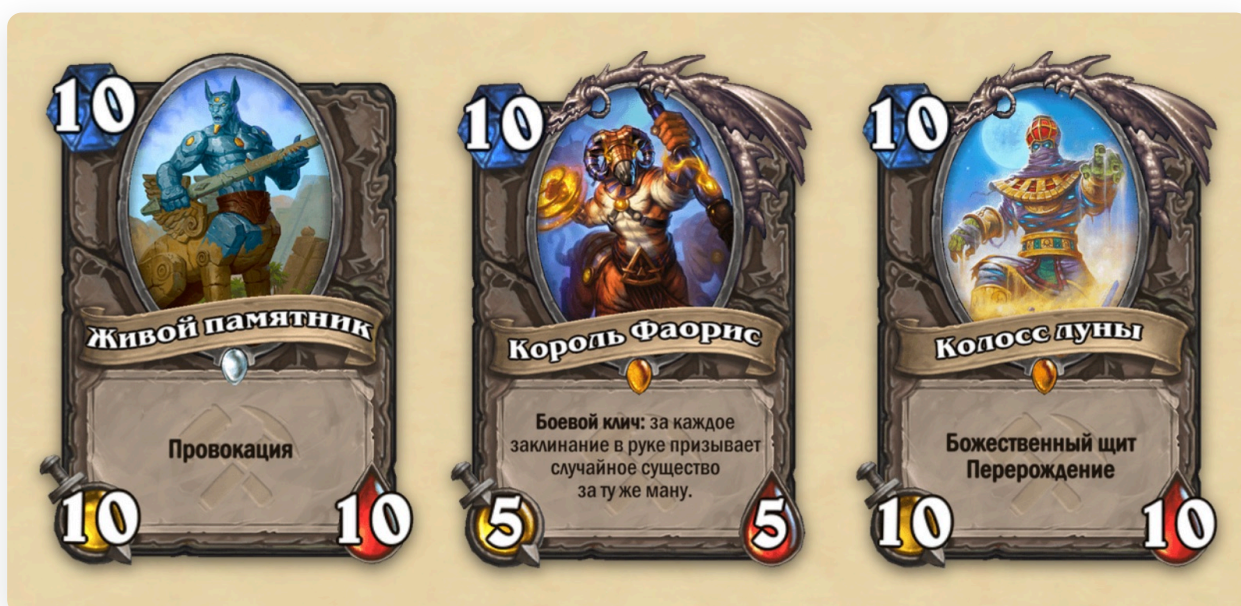 10
Живой памятник
Провокация
10
10
10
Король Фаорис
Боевой клич: за каждое
заклинание в руке призывает
случайное существо
за ту же ману.
5
5
10
Колосс луны
Божественный щит
Перерождение
10
10